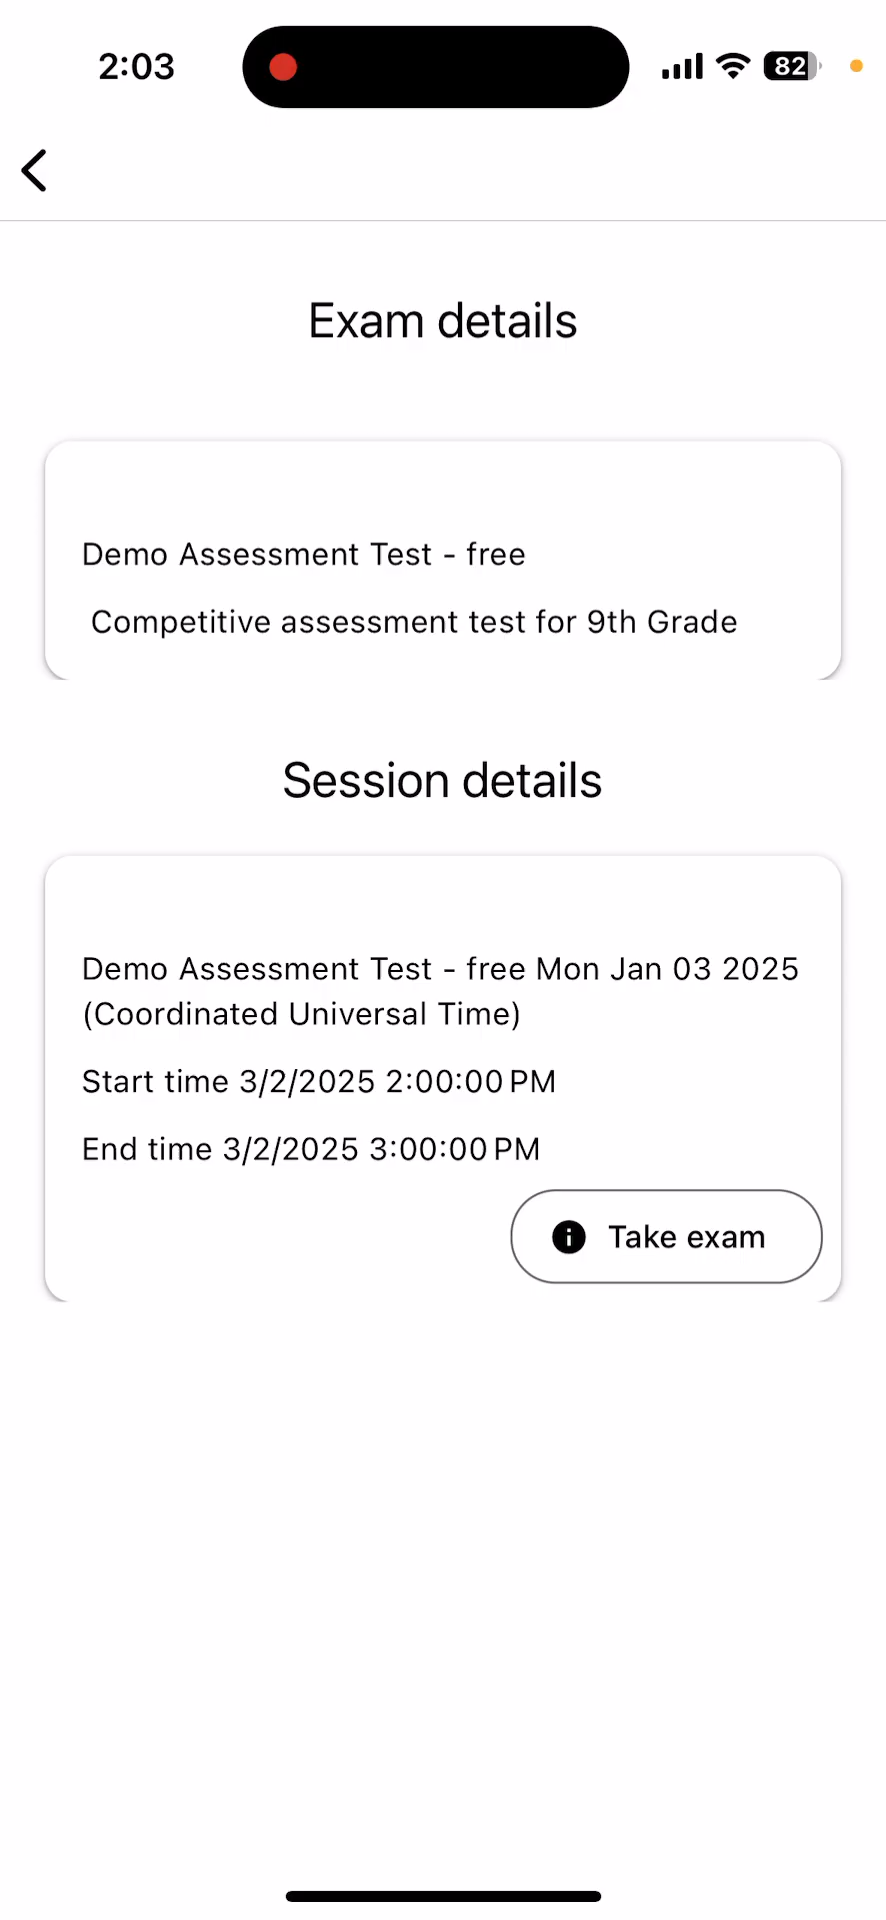 2:03
82
Exam details
Demo Assessment Test - free
Competitive assessment test for 9th Grade
Session details
Demo Assessment Test - free Mon Jan 03 2025
(Coordinated Universal Time)
Start time 3/2/2025 2:00:00 PM
End time 3/2/2025 3:00:00 PM
Take exam